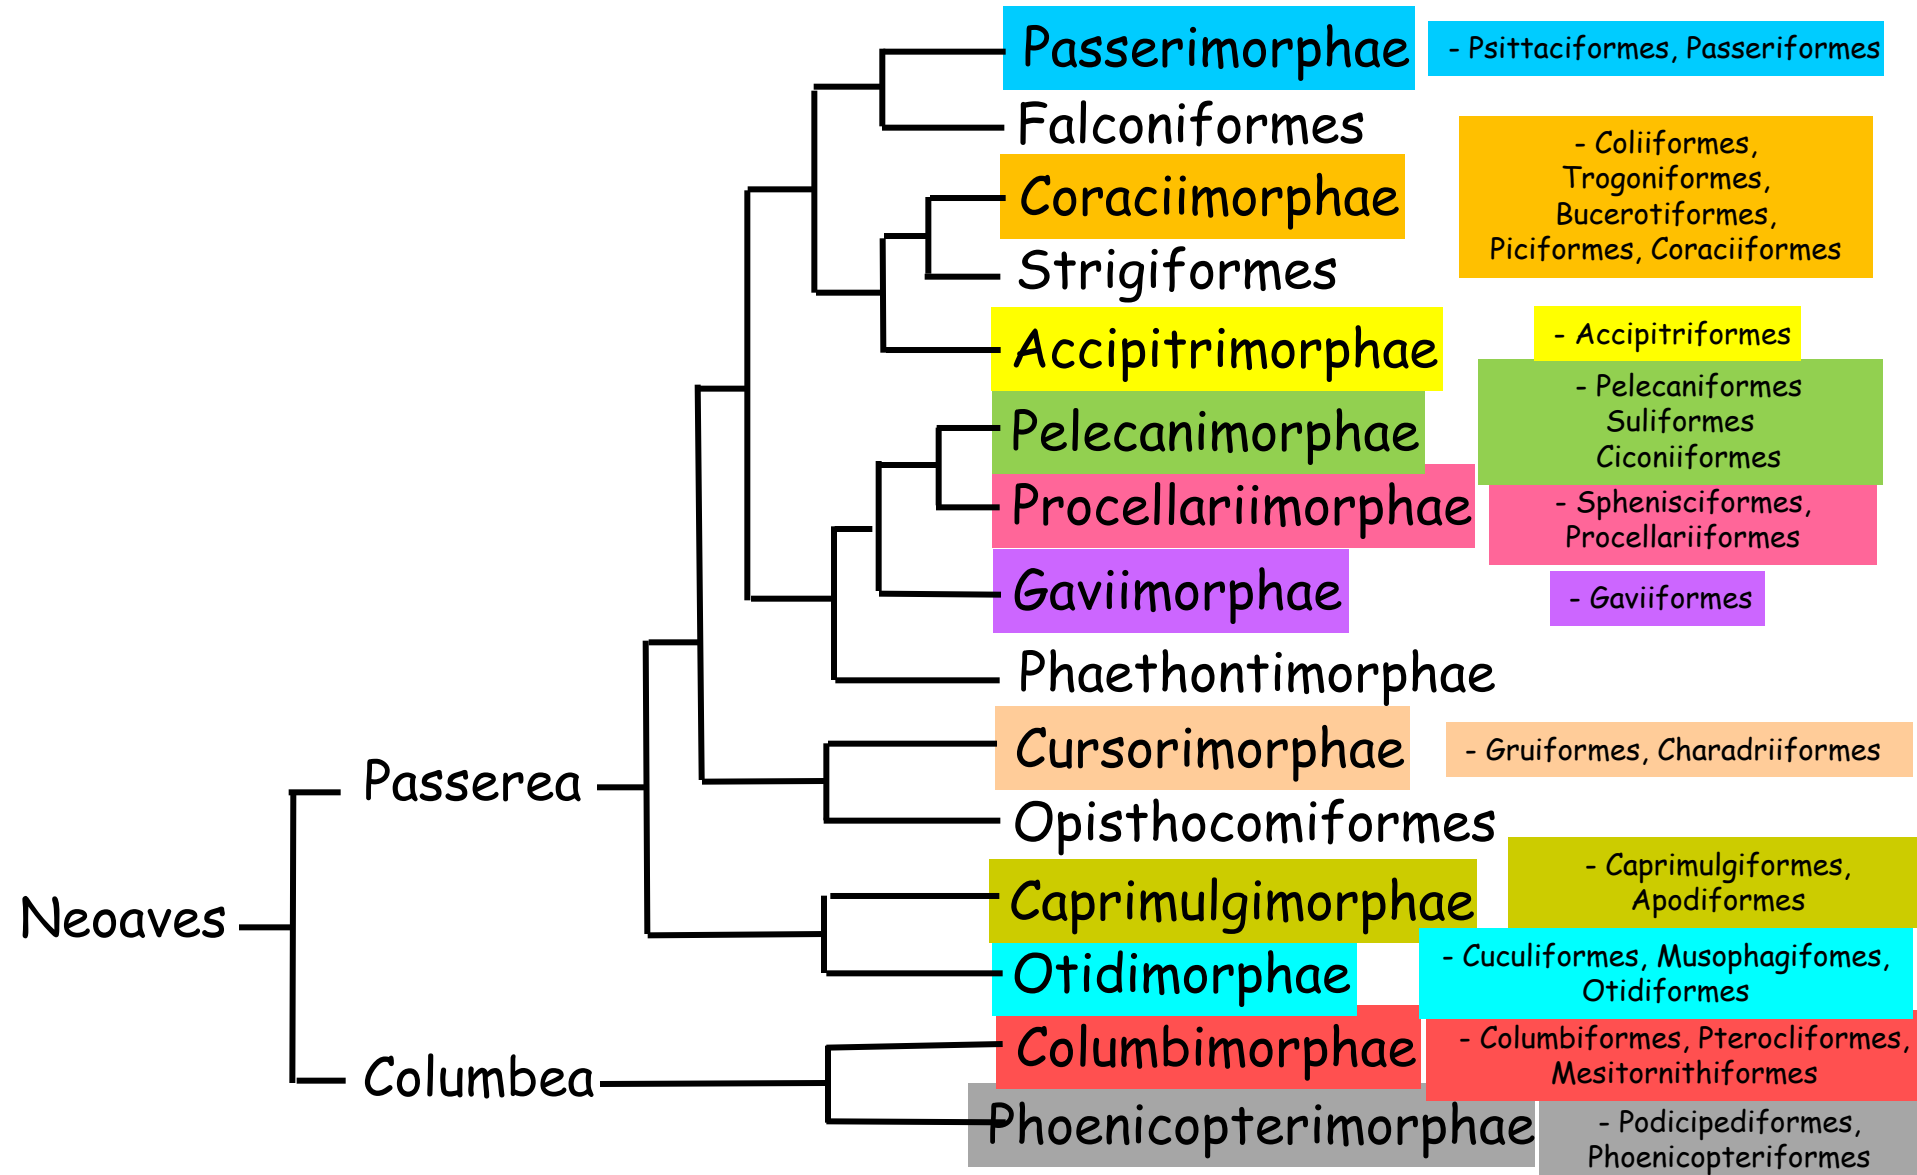 Passerimorphae
- Psittaciformes, Passeriformes
Falconiformes
Coraciimorphae
- Coliiformes,
Trogoniformes,
Bucerotiformes,
Piciformes, Coraciiformes
Strigiformes
Accipitrimorphae
- Accipitriformes
Pelecanimorphae
- Pelecaniformes
Suliformes
Ciconiiformes
Procellariimorphae
- Sphenisciformes,
Procellariiformes
Gaviimorphae
- Gaviiformes
Phaethontimorphae
Cursorimorphae
- Gruiformes, Charadriiformes
Passerea
Opisthocomiformes
Caprimulgimorphae
- Caprimulgiformes,
Apodiformes
Neoaves
Otidimorphae
- Cuculiformes, Musophagifomes,
Otidiformes
Columbea
Columbimorphae
- Columbiformes, Pterocliformes,
Mesitornithiformes
Phoenicopterimorphae
- Podicipediformes,
Phoenicopteriformes